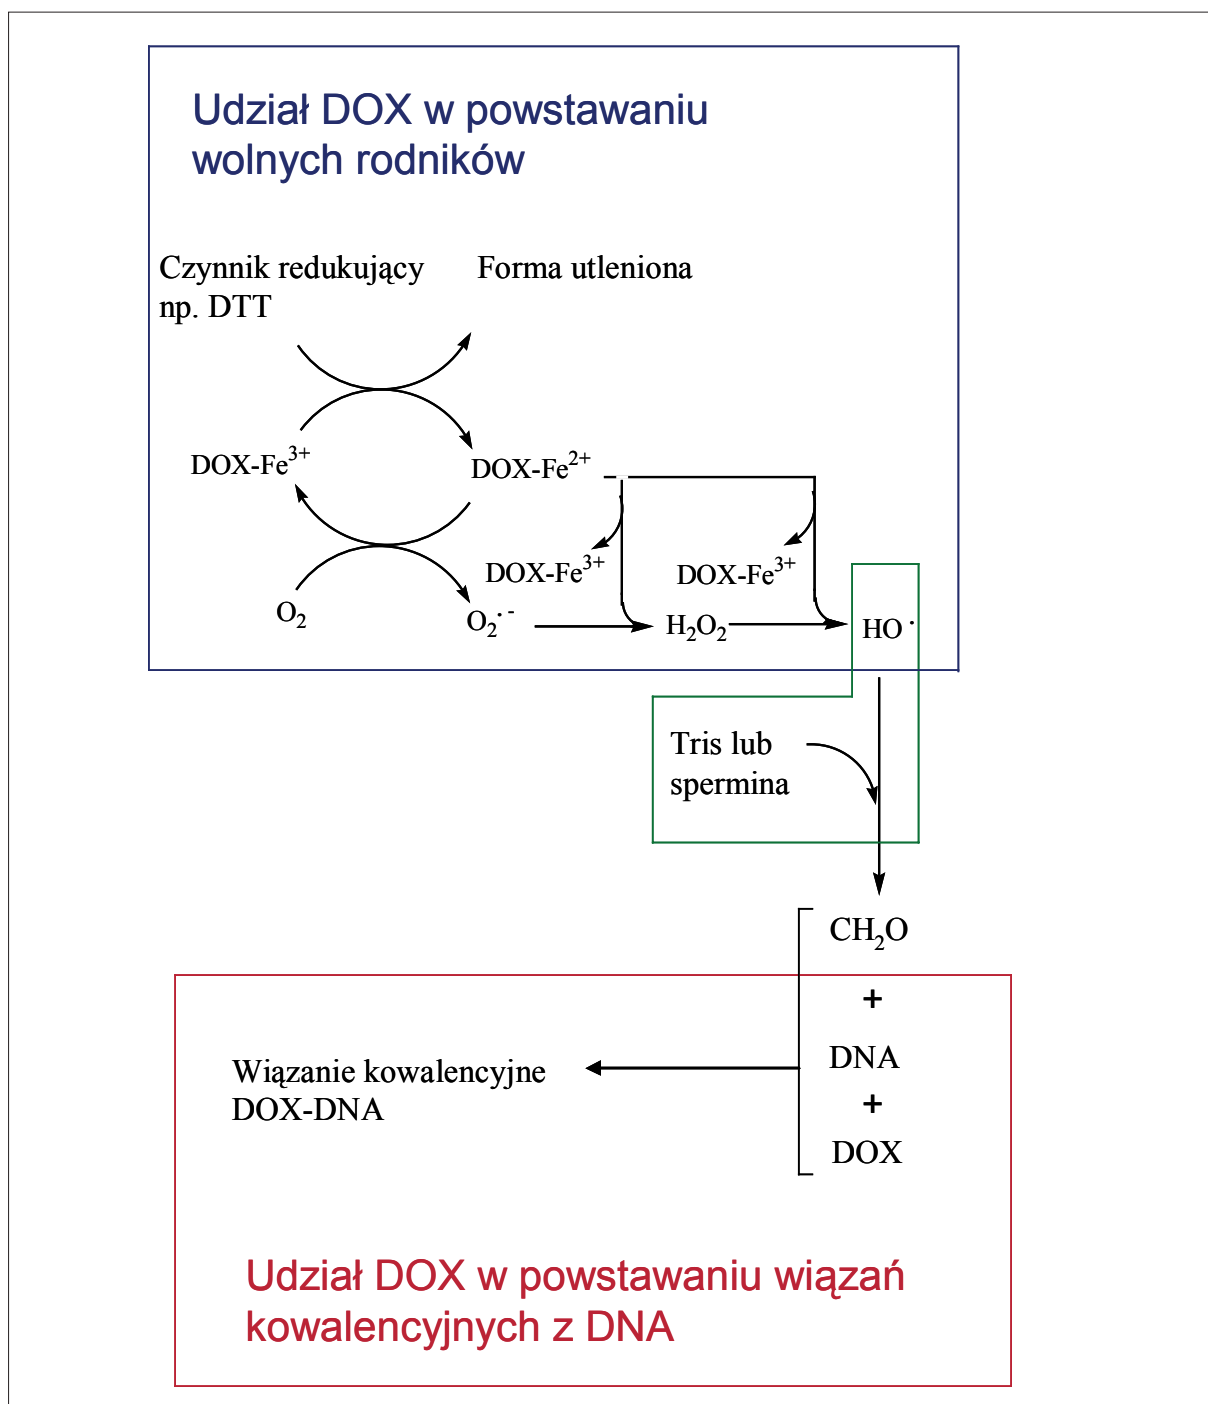 Udział DOX w powstawaniu
wolnych rodników
Czynnik redukujący
np. DTT
Forma utleniona
DOX-Fe³⁺
DOX-Fe²⁺
DOX-Fe³⁺
DOX-Fe³⁺
O₂
O₂·⁻
H₂O₂
HO·
Tris lub
spermina
CH₂O
+
DNA
+
DOX
Wiązanie kowalencyjne
DOX-DNA
Udział DOX w powstawaniu wiązań
kowalencyjnych z DNA